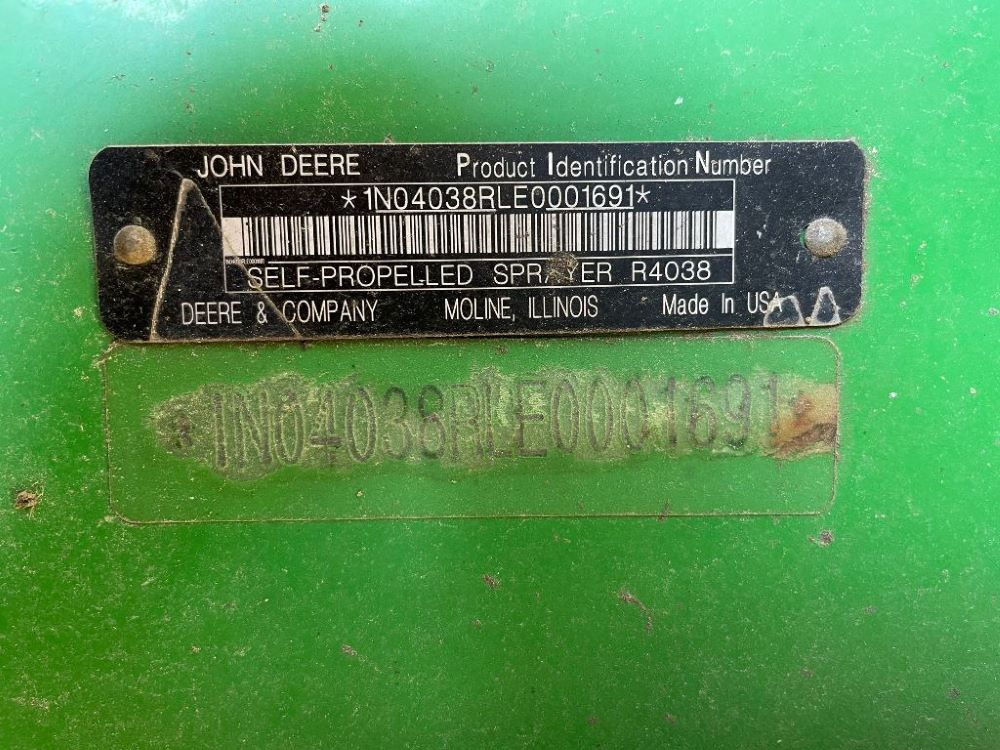 JOHN DEERE Product Identification Number
*1N04038RLE0001691*
SELF-PROPELLED SPRAYER R4038
DEERE & COMPANY MOLINE, ILLINOIS Made In USA
*1N04038RLE0001691*